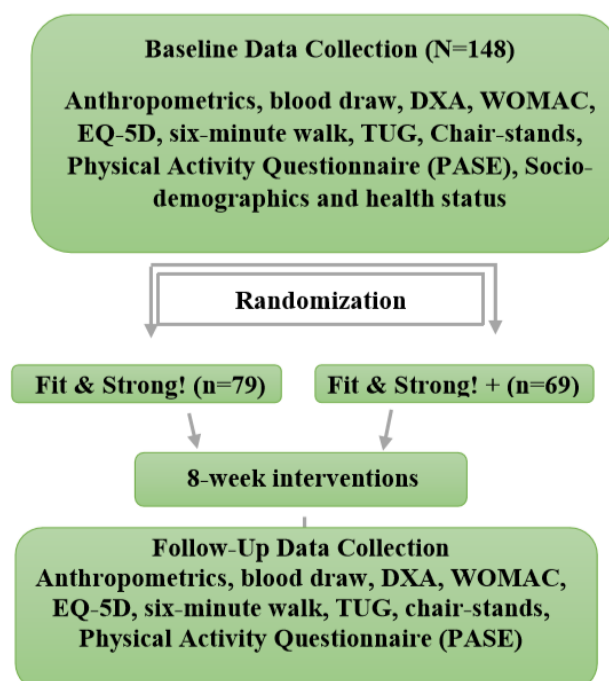 Baseline Data Collection (N=148)
Anthropometrics, blood draw, DXA, WOMAC,
EQ-5D, six-minute walk, TUG, Chair-stands,
Physical Activity Questionnaire (PASE), Socio-
demographics and health status
Randomization
Fit & Strong! (n=79)
Fit & Strong! + (n=69)
8-week interventions
Follow-Up Data Collection
Anthropometrics, blood draw, DXA, WOMAC,
EQ-5D, six-minute walk, TUG, chair-stands,
Physical Activity Questionnaire (PASE)